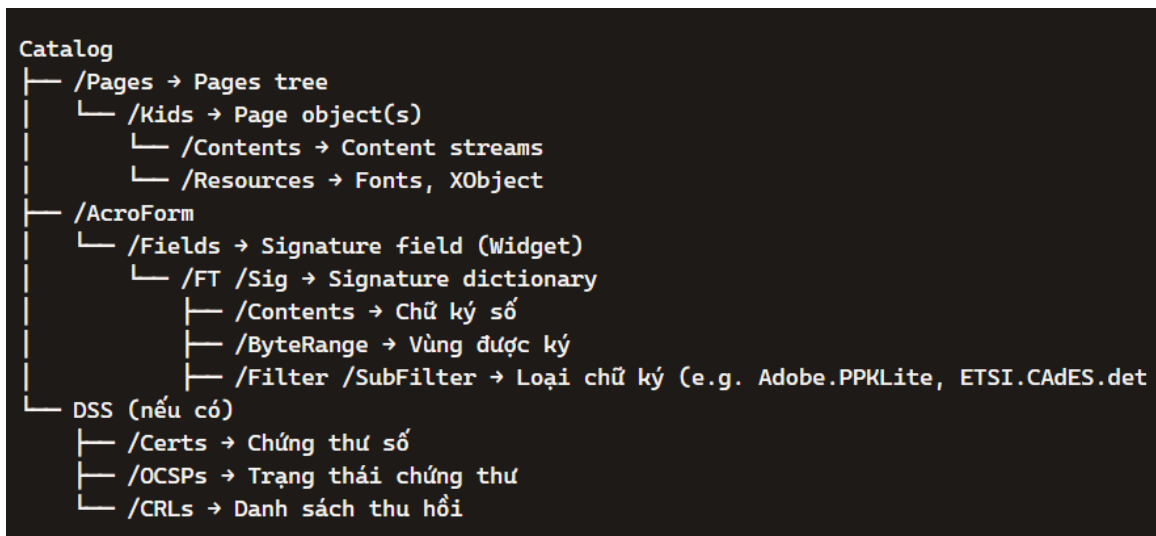 Catalog
├── /Pages → Pages tree
│   └── /Kids → Page object(s)
│       └── /Contents → Content streams
│       └── /Resources → Fonts, XObject
├── /AcroForm
│   └── /Fields → Signature field (Widget)
│       └── /FT /Sig → Signature dictionary
│           ├── /Contents → Chữ ký số
│           ├── /ByteRange → Vùng được ký
│           ├── /Filter /SubFilter → Loại chữ ký (e.g. Adobe.PPKLite, ETSI.CAdES.det
└── DSS (nếu có)
    ├── /Certs → Chứng thư số
    ├── /OCSPs → Trạng thái chứng thư
    └── /CRLs → Danh sách thu hồi